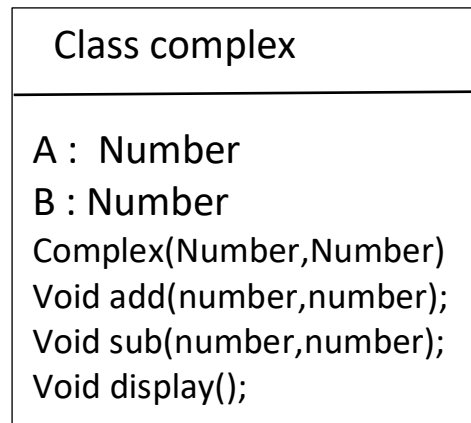 Class complex
A :  Number
B : Number
Complex(Number,Number)
Void add(number,number);
Void sub(number,number);
Void display();